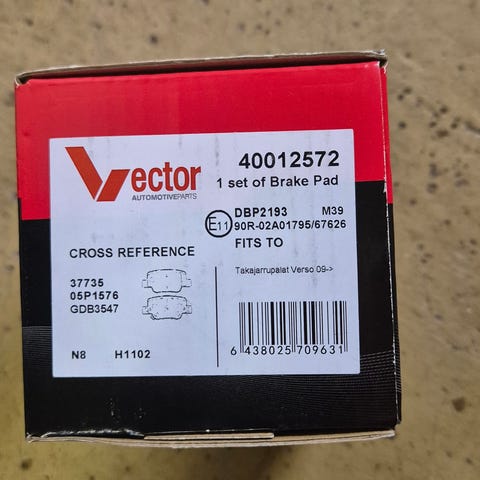 Vector
AUTOMOTIVEPARTS
40012572
1 set of Brake Pad
E11
DBP2193 M39
90R-02A01795/67626
FITS TO
CROSS REFERENCE
Takajarrupalat Verso 09->
37735
05P1576
GDB3547
N8 H1102
6 438025 709631